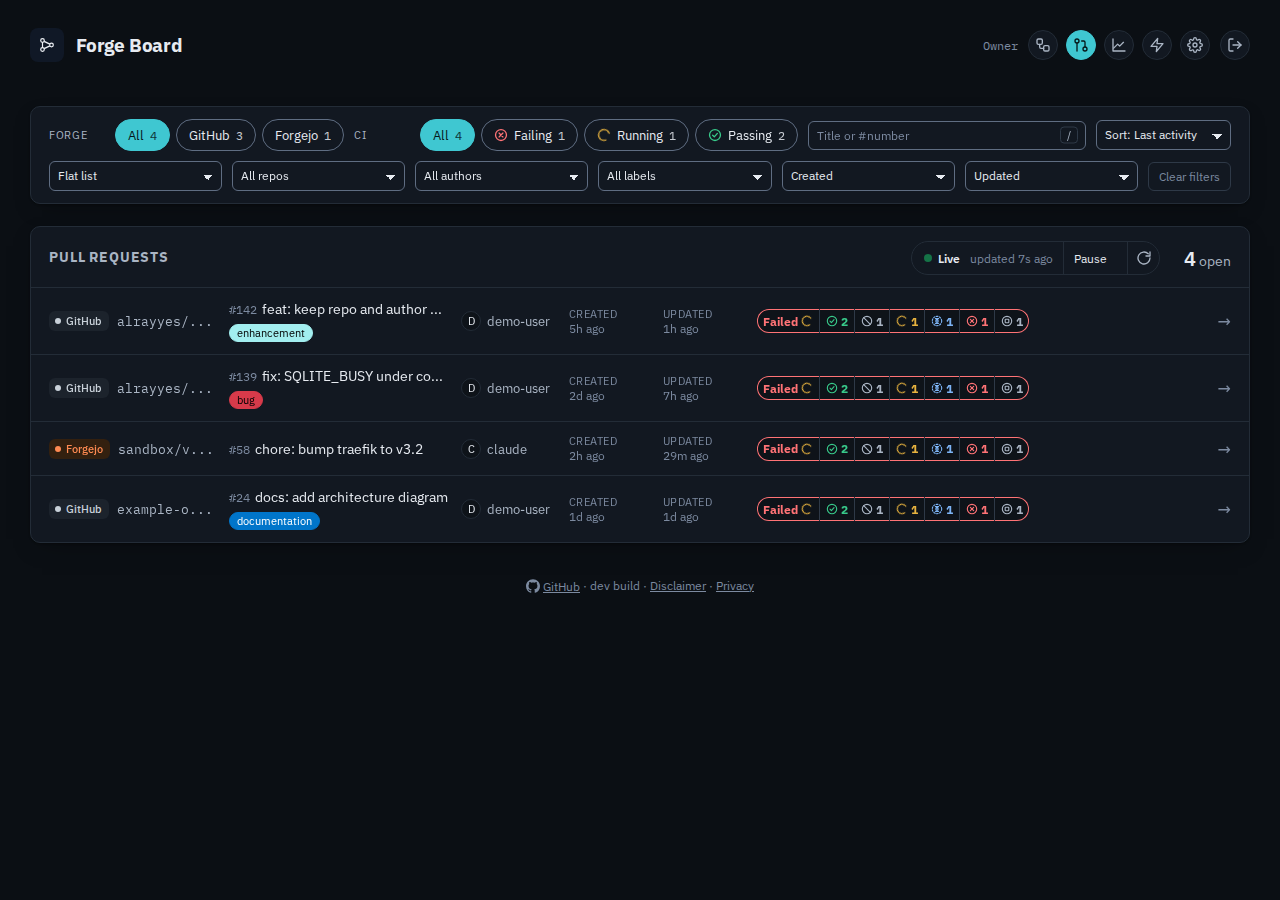 Forge Board
Owner
FORGE All 4 GitHub 3 Forgejo 1 CI All 4 Failing 1 Running 1 Passing 2 Title or #number / Sort: Last activity
Flat list All repos All authors All labels Created Updated Clear filters
PULL REQUESTS Live updated 7s ago Pause 4 open
GitHub alrayyes/... #142 feat: keep repo and author ... D demo-user CREATED UPDATED Failed 2 1 1 1 1 1 →
enhancement 5h ago 1h ago
GitHub alrayyes/... #139 fix: SQLITE_BUSY under co... D demo-user CREATED UPDATED Failed 2 1 1 1 1 1 →
bug 2d ago 7h ago
Forgejo sandbox/v... #58 chore: bump traefik to v3.2 C claude CREATED UPDATED Failed 2 1 1 1 1 1 →
2h ago 29m ago
GitHub example-o... #24 docs: add architecture diagram D demo-user CREATED UPDATED Failed 2 1 1 1 1 1 →
documentation 1d ago 1d ago
GitHub · dev build · Disclaimer · Privacy